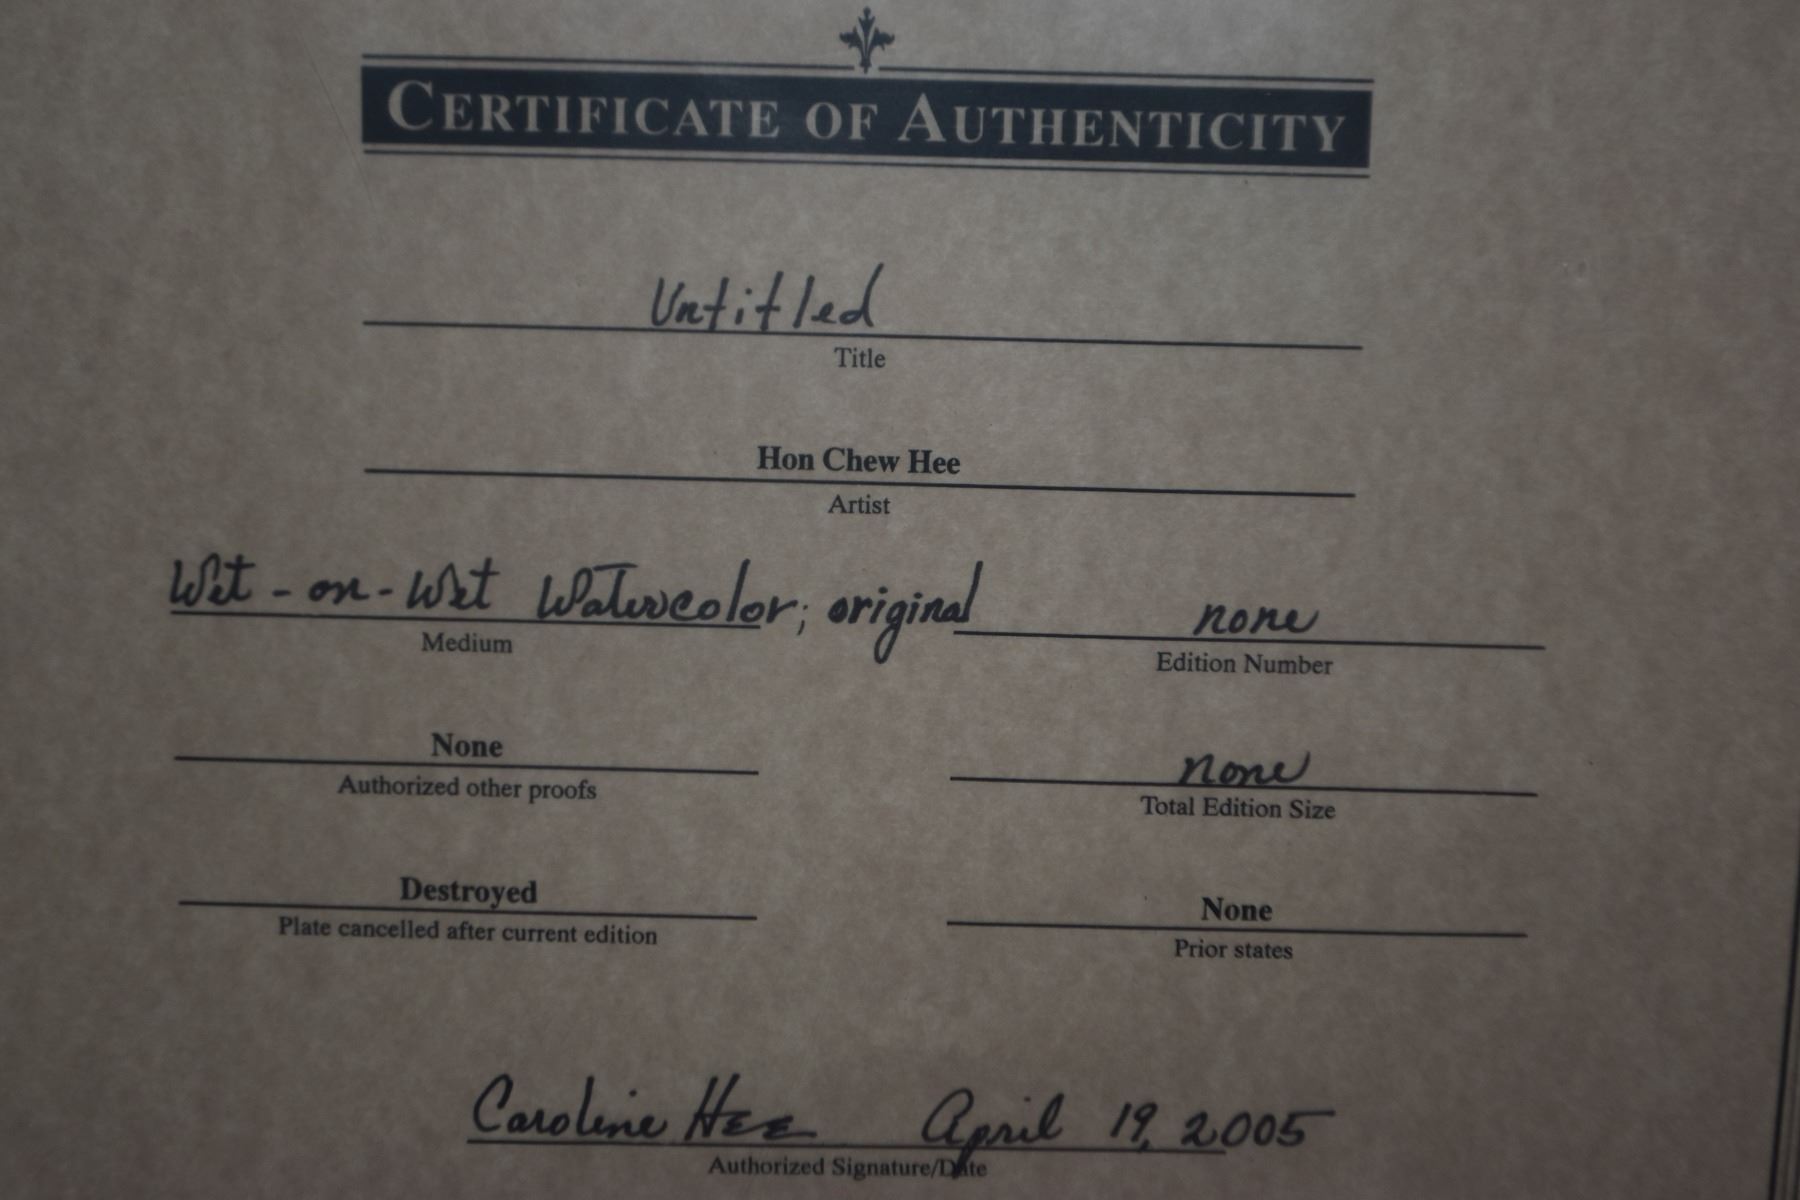 CERTIFICATE OF AUTHENTICITY
Untitled
Title
Hon Chew Hee
Artist
Wet-on-Wet Watercolor; original none
Medium Edition Number
None none
Authorized other proofs Total Edition Size
Destroyed None
Plate cancelled after current edition Prior states
Caroline Hee April 19, 2005
Authorized Signature/Date